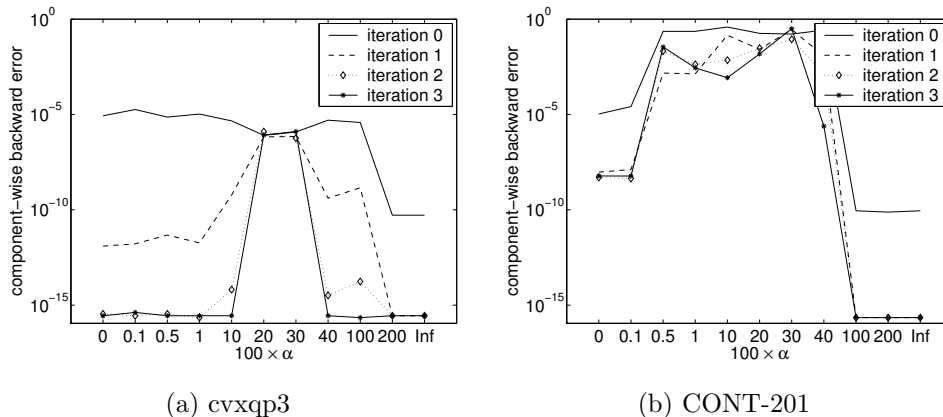 10^0
10^-5
10^-10
10^-15
component-wise backward error
iteration 0
iteration 1
iteration 2
iteration 3
0 0.1 0.5 1 10 20 30 40 100 200 Inf
100 × α
(a) cvxqp3
10^0
10^-5
10^-10
10^-15
component-wise backward error
iteration 0
iteration 1
iteration 2
iteration 3
0 0.1 0.5 1 10 20 30 40 100 200 Inf
100 × α
(b) CONT-201